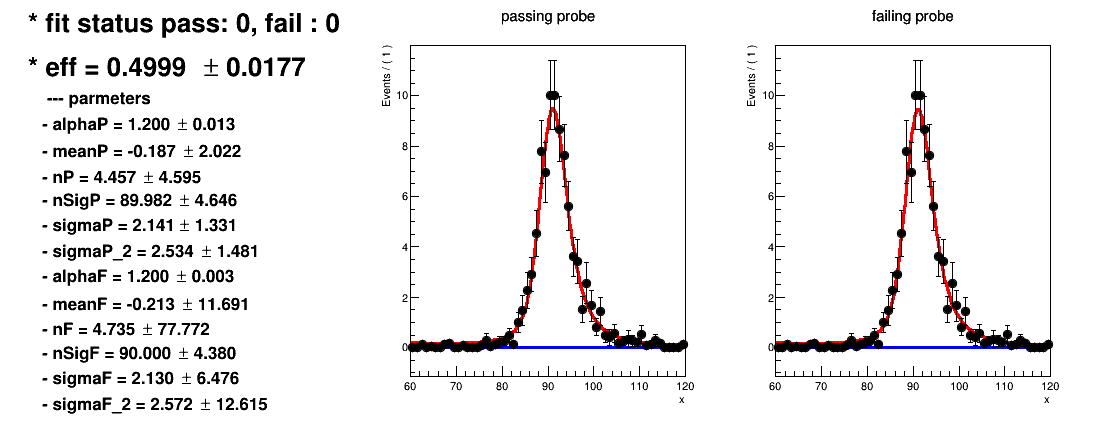 * fit status pass: 0, fail : 0
* eff = 0.4999 ± 0.0177
--- parmeters
- alphaP = 1.200 ± 0.013
- meanP = -0.187 ± 2.022
- nP = 4.457 ± 4.595
- nSigP = 89.982 ± 4.646
- sigmaP = 2.141 ± 1.331
- sigmaP_2 = 2.534 ± 1.481
- alphaF = 1.200 ± 0.003
- meanF = -0.213 ± 11.691
- nF = 4.735 ± 77.772
- nSigF = 90.000 ± 4.380
- sigmaF = 2.130 ± 6.476
- sigmaF_2 = 2.572 ± 12.615
passing probe
Events / ( 1 )
10
8
6
4
2
0
60 70 80 90 100 110 120
x
failing probe
Events / ( 1 )
10
8
6
4
2
0
60 70 80 90 100 110 120
x